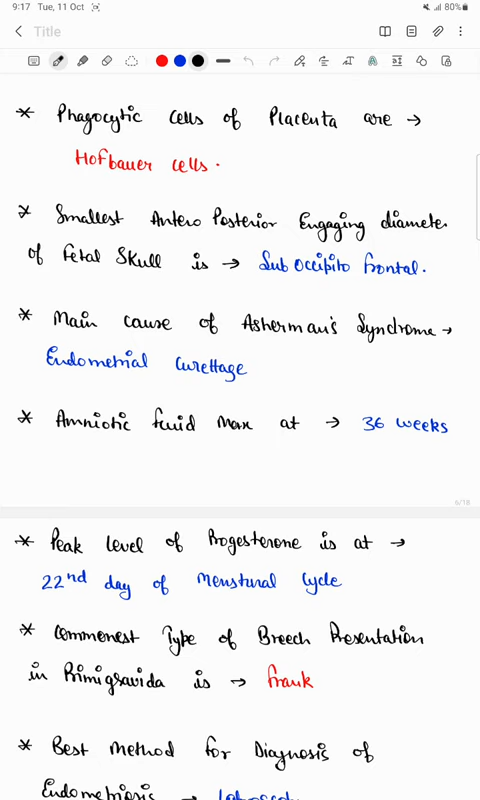 9:17 Tue, 11 Oct
80%
Title
* Phagocytic cells of Placenta are →
Hofbauer cells.
* Smallest Antero Posterior Engaging diameter
of Fetal Skull is → Sub Occipito frontal.
* Main cause of Asherman's Syndrome →
Endometrial Curettage
* Amniotic fluid Max at → 36 weeks
6/18
* Peak level of Progesterone is at →
22nd day of Menstural Cycle
* Commenest Type of Breech Presentation
in Primigravida is → frank
* Best Method for Diagnosis of
Endometriosis →